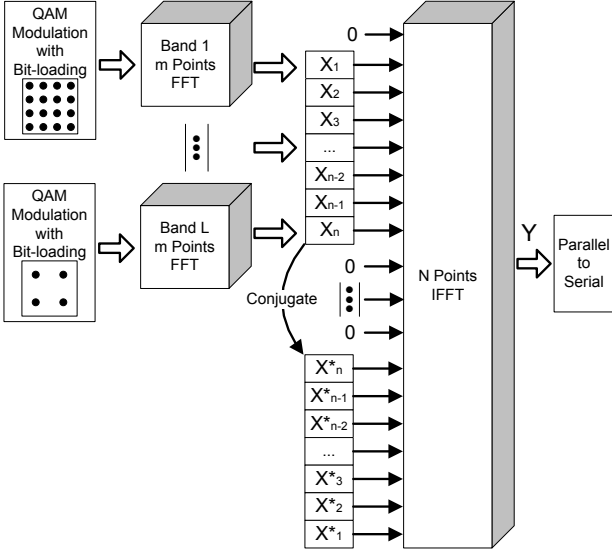 QAM
Modulation
with
Bit-loading
Band 1
m Points
FFT
...
QAM
Modulation
with
Bit-loading
Band L
m Points
FFT
0
X1
X2
X3
...
Xn-2
Xn-1
Xn
0
0
Conjugate
X*n
X*n-1
X*n-2
...
X*3
X*2
X*1
N Points
IFFT
Y
Parallel
to
Serial